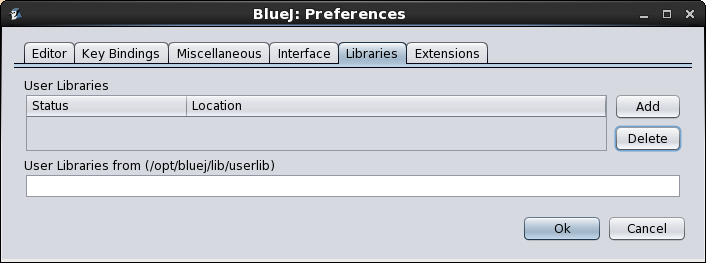 BlueJ: Preferences
Editor Key Bindings Miscellaneous Interface Libraries Extensions
User Libraries
Status Location Add
Delete
User Libraries from (/opt/bluej/lib/userlib)
Ok Cancel